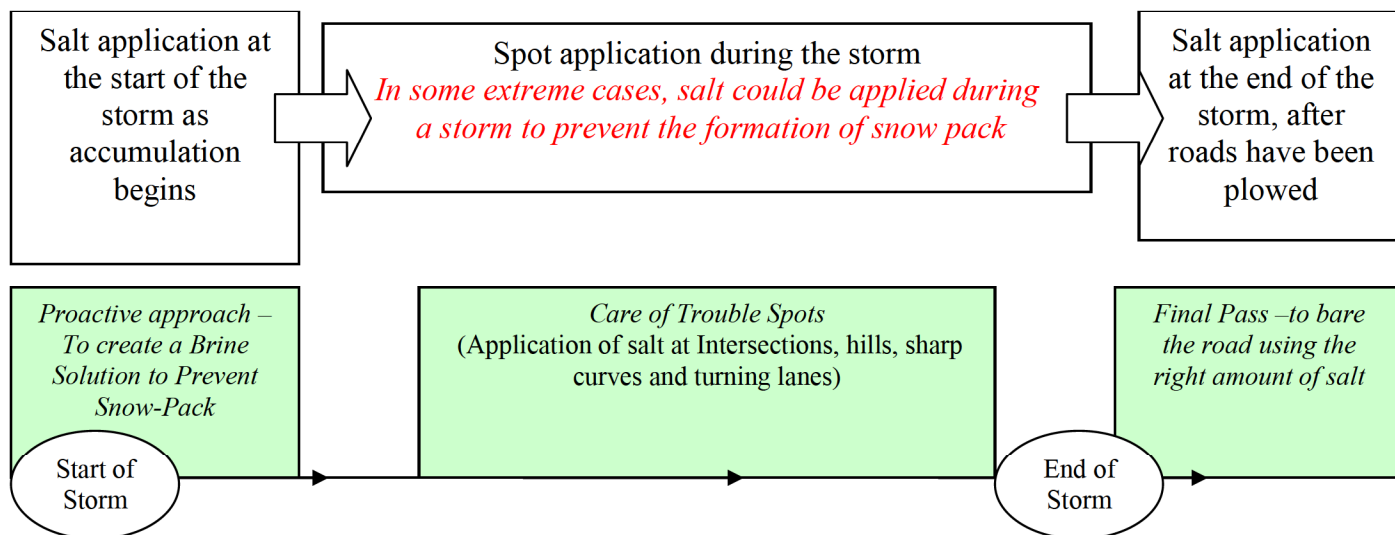 Salt application at
the start of the
storm as
accumulation
begins
Spot application during the storm
In some extreme cases, salt could be applied during
a storm to prevent the formation of snow pack
Salt application
at the end of the
storm, after
roads have been
plowed
Proactive approach –
To create a Brine
Solution to Prevent
Snow-Pack
Care of Trouble Spots
(Application of salt at Intersections, hills, sharp
curves and turning lanes)
Final Pass –to bare
the road using the
right amount of salt
Start of
Storm
End of
Storm